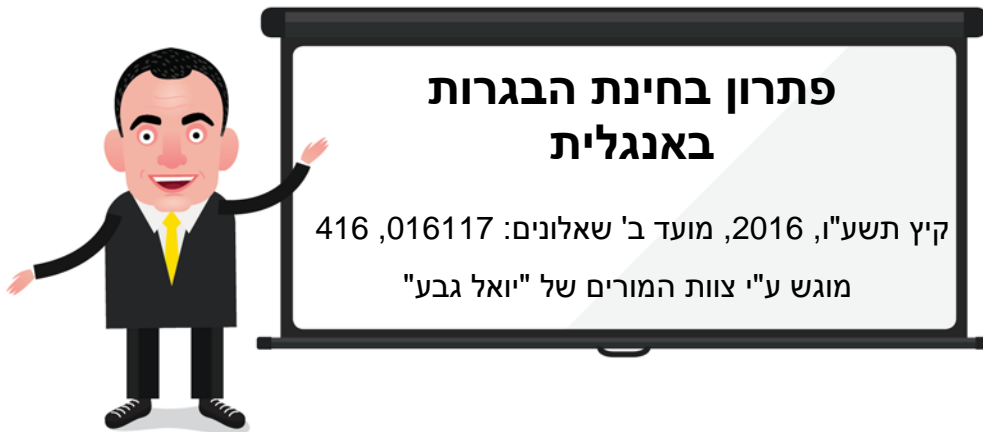 פתרון בחינת הבגרות
באנגלית
קיץ תשע"ו, 2016, מועד ב' שאלונים: 016117, 416
מוגש ע"י צוות המורים של "יואל גבע"